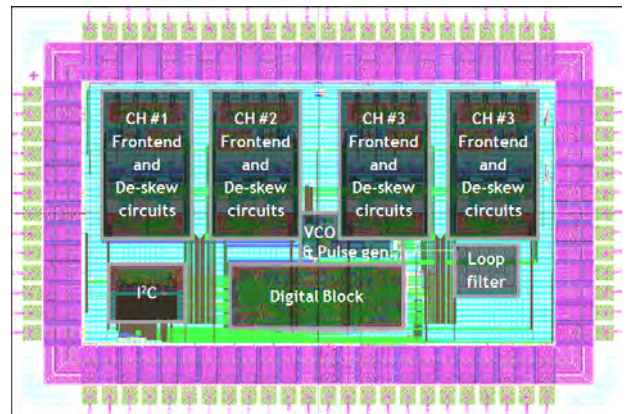 CH #1
Frontend
and
De-skew
circuits
CH #2
Frontend
and
De-skew
circuits
CH #3
Frontend
and
De-skew
circuits
CH #3
Frontend
and
De-skew
circuits
VCO
& Pulse gen.
Loop
filter
I²C
Digital Block